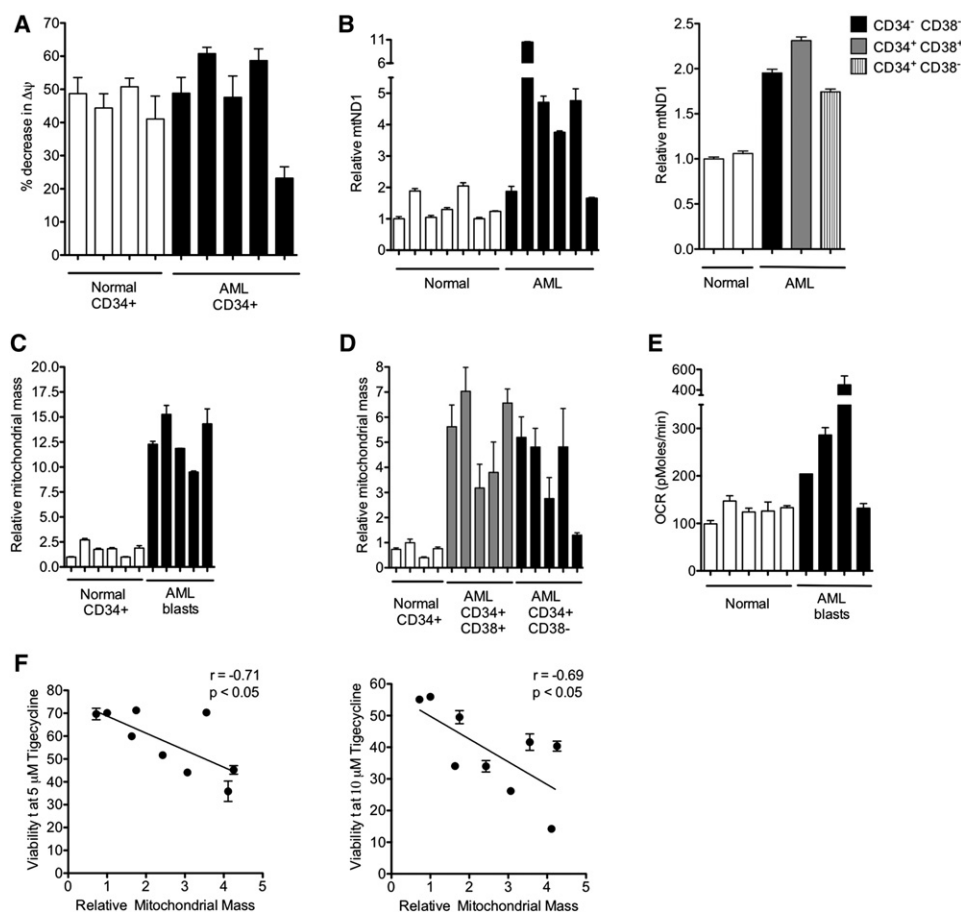 A
% decrease in Δψ
70
60
50
40
30
20
10
0
Normal
CD34+
AML
CD34+
B
Relative mtND1
11
6
5
4
3
2
1
0
Normal
AML
Relative mtND1
2.5
2.0
1.5
1.0
0.5
0.0
Normal
AML
CD34- CD38-
CD34+ CD38+
CD34+ CD38-
C
Relative mitochondrial mass
20.0
17.5
15.0
12.5
10.0
7.5
5.0
2.5
0
Normal
CD34+
AML
blasts
D
Relative mitochondrial mass
8
7
6
5
4
3
2
1
0
Normal
CD34+
AML
CD34+
CD38+
AML
CD34+
CD38-
E
OCR (pMoles/min)
600
400
300
200
100
0
Normal
AML
blasts
F
r = -0.71
p < 0.05
Viability t at 5 μM Tigecycline
80
70
60
50
40
30
20
10
0
0 1 2 3 4 5
Relative Mitochondrial Mass
r = -0.69
p < 0.05
Viability t at 10 μM Tigecycline
60
50
40
30
20
10
0
0 1 2 3 4 5
Relative Mitochondrial Mass